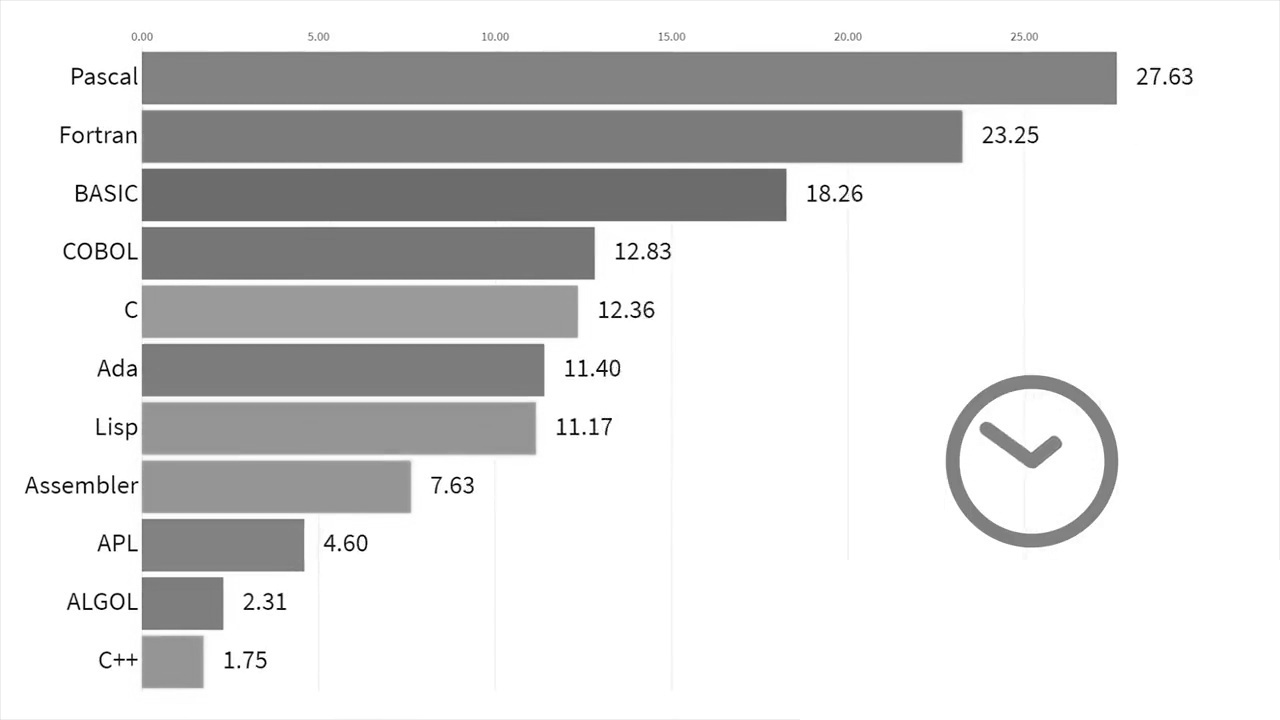 0.00 5.00 10.00 15.00 20.00 25.00
Pascal 27.63
Fortran 23.25
BASIC 18.26
COBOL 12.83
C 12.36
Ada 11.40
Lisp 11.17
Assembler 7.63
APL 4.60
ALGOL 2.31
C++ 1.75